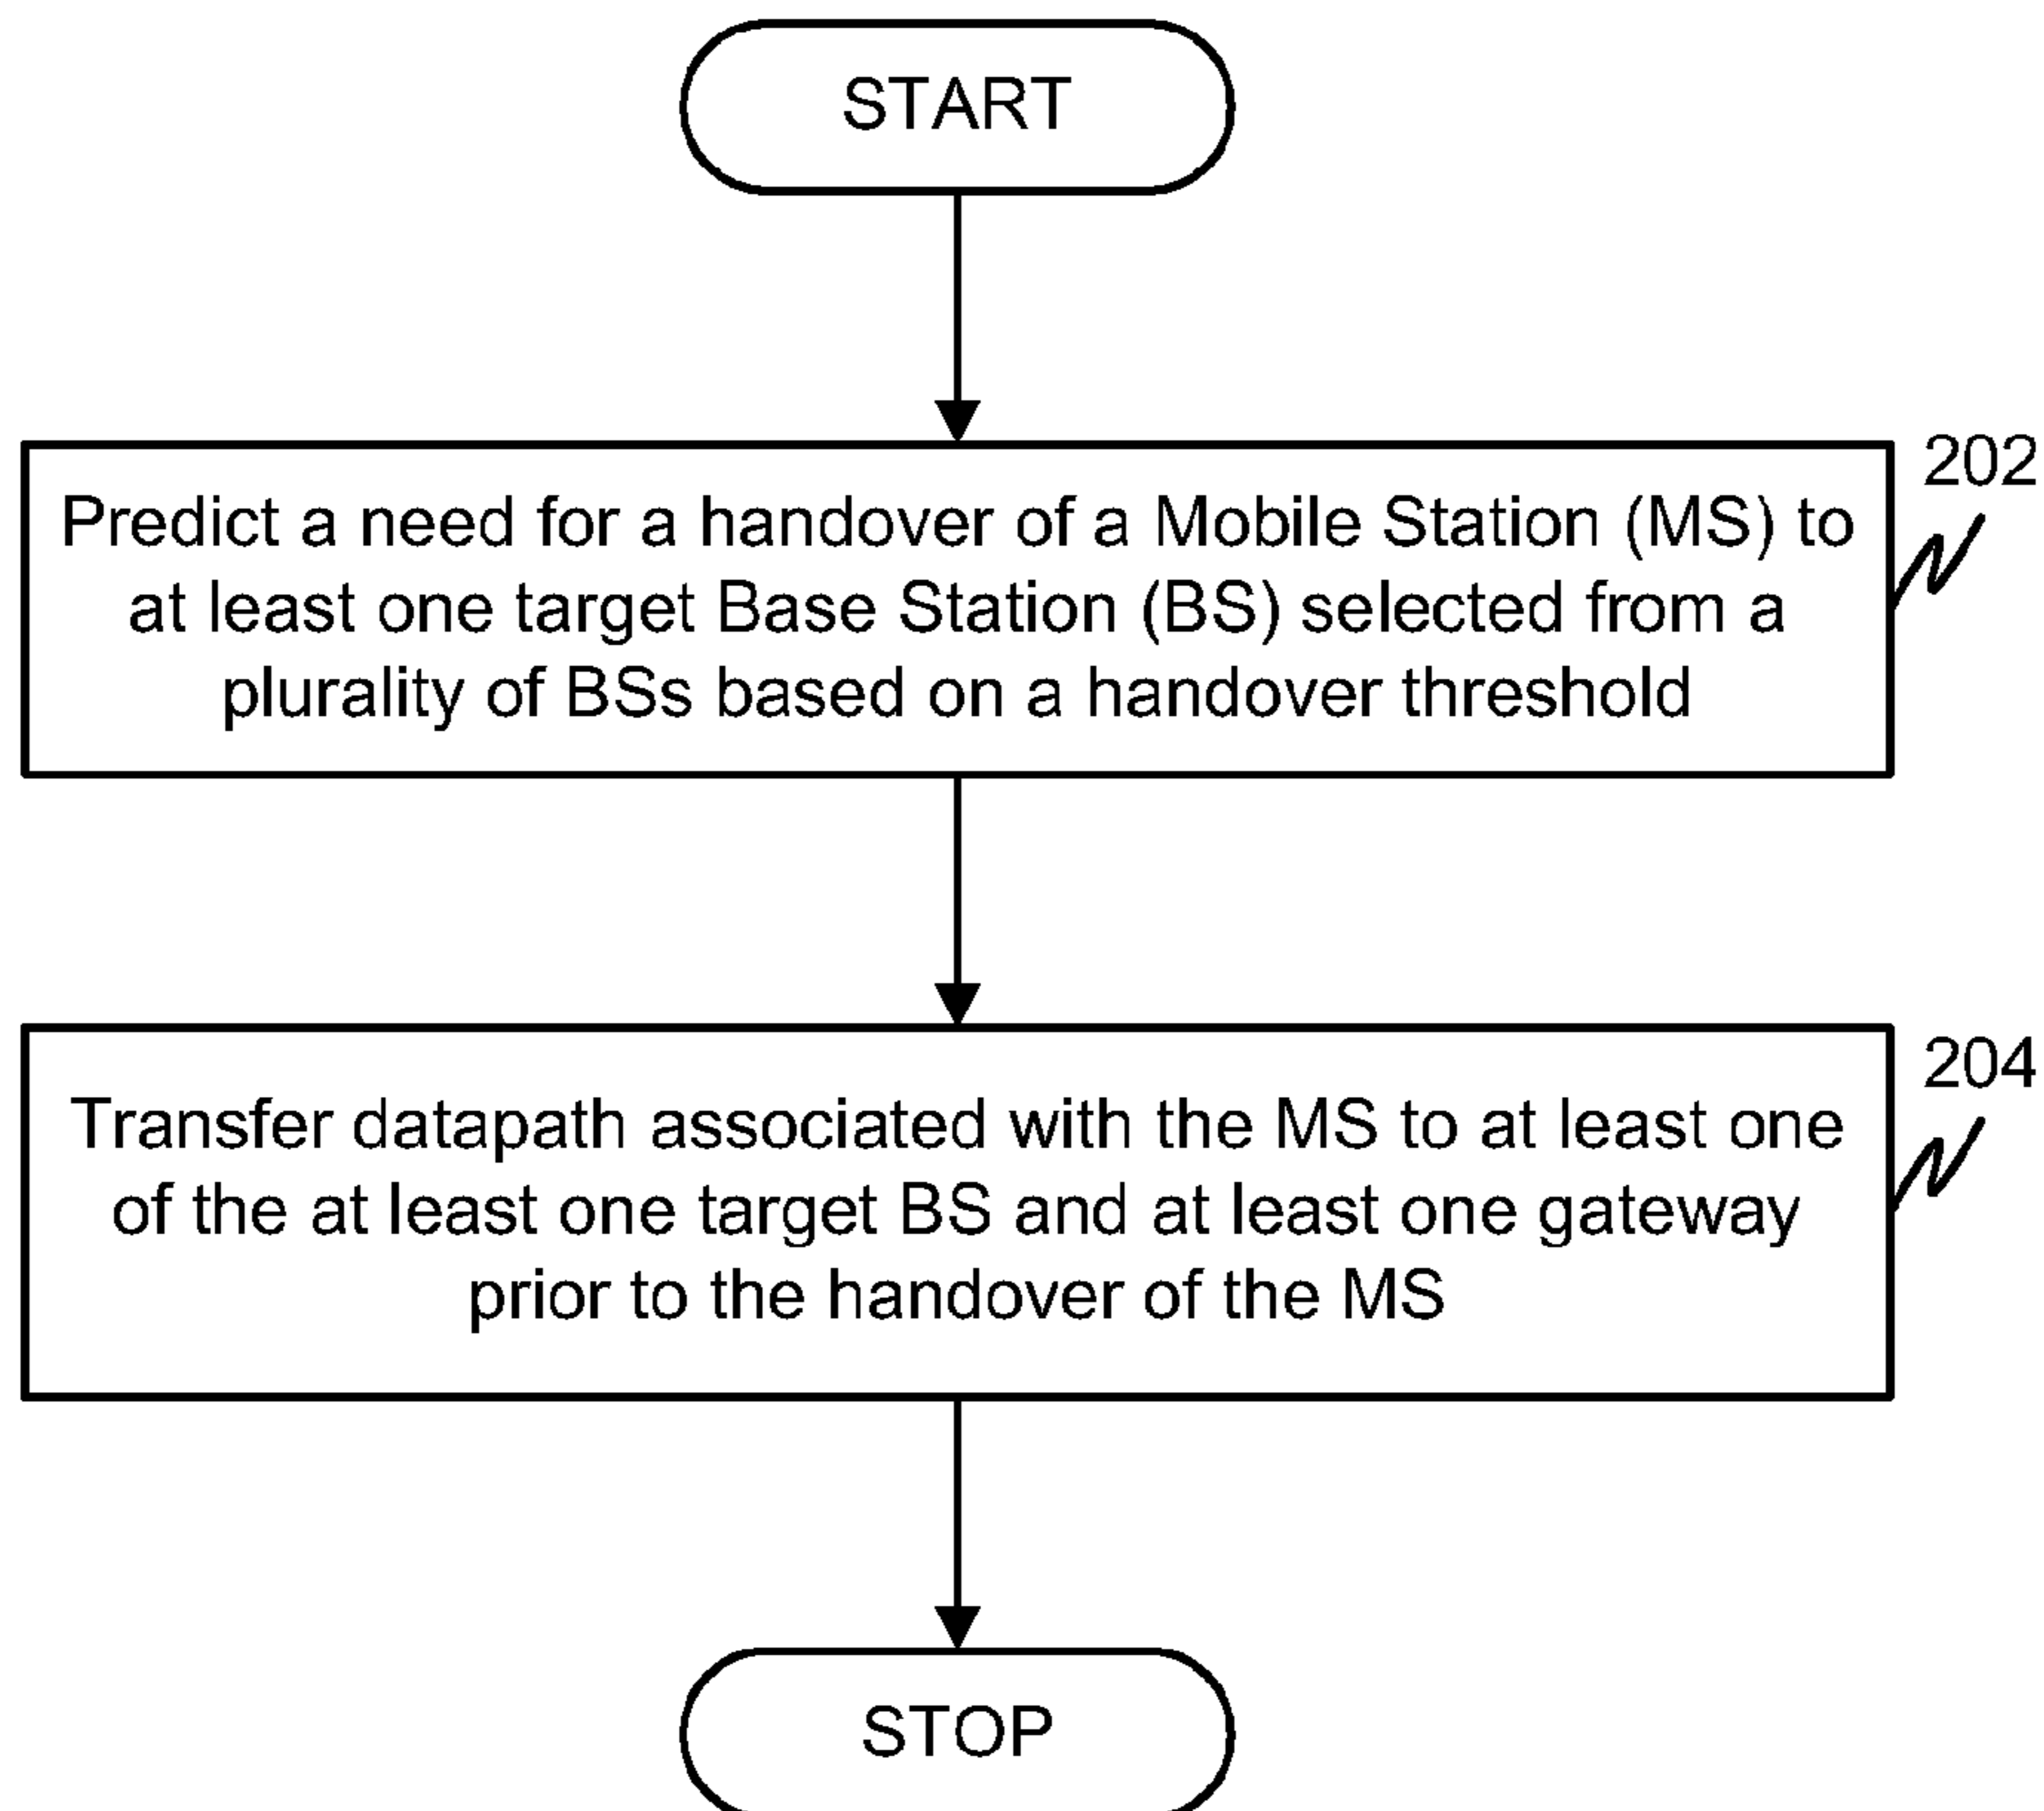 START
202
Predict a need for a handover of a Mobile Station (MS) to
at least one target Base Station (BS) selected from a
plurality of BSs based on a handover threshold
204
Transfer datapath associated with the MS to at least one
of the at least one target BS and at least one gateway
prior to the handover of the MS
STOP